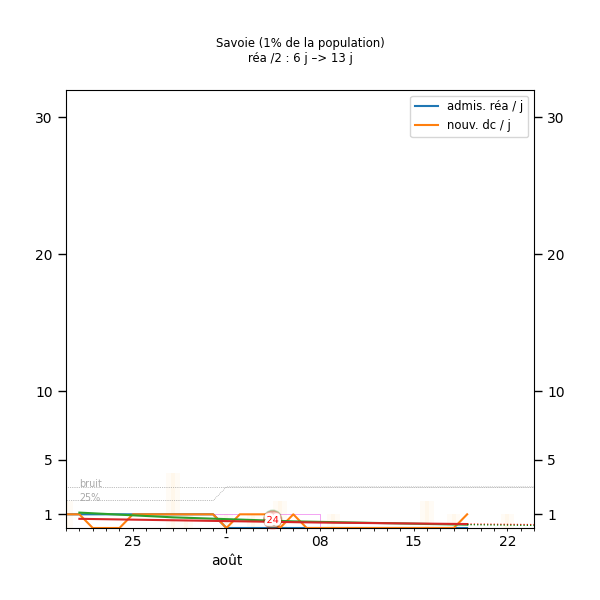 Savoie (1% de la population)
réa /2 : 6 j –> 13 j
admis. réa / j
nouv. dc / j
30
30
20
20
10
10
5
5
bruit
25%
1
24
1
25
-
08
15
22
août